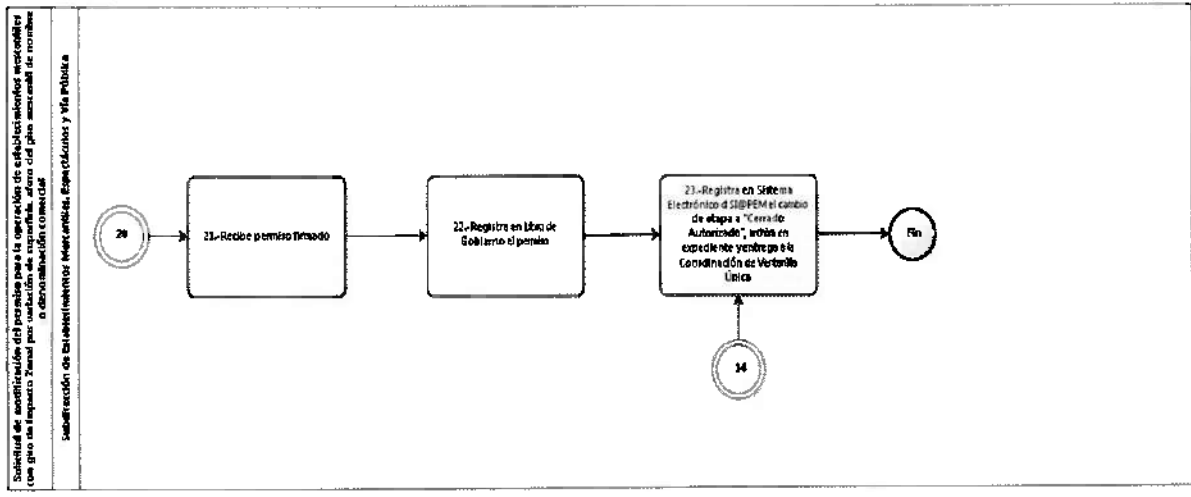 Solicitud de modificación del permiso para la operación de establecimientos mercantiles
con giro de Impacto Zonal por variación de superficie, aforo del giro mercantil de nombre
o denominación comercial
Subdirección de Establecimientos Mercantiles, Espectáculos y Vía Pública
20
21.-Recibe permiso firmado
22.-Registra en Libro de
Gobierno el permiso
23.-Registra en Sistema
Electrónico d SI@PEM el cambio
de etapa a "Cerrado:
Autorizado", en
expediente y entrega a la
Coordinación de Ventanilla
Única
Fin
14